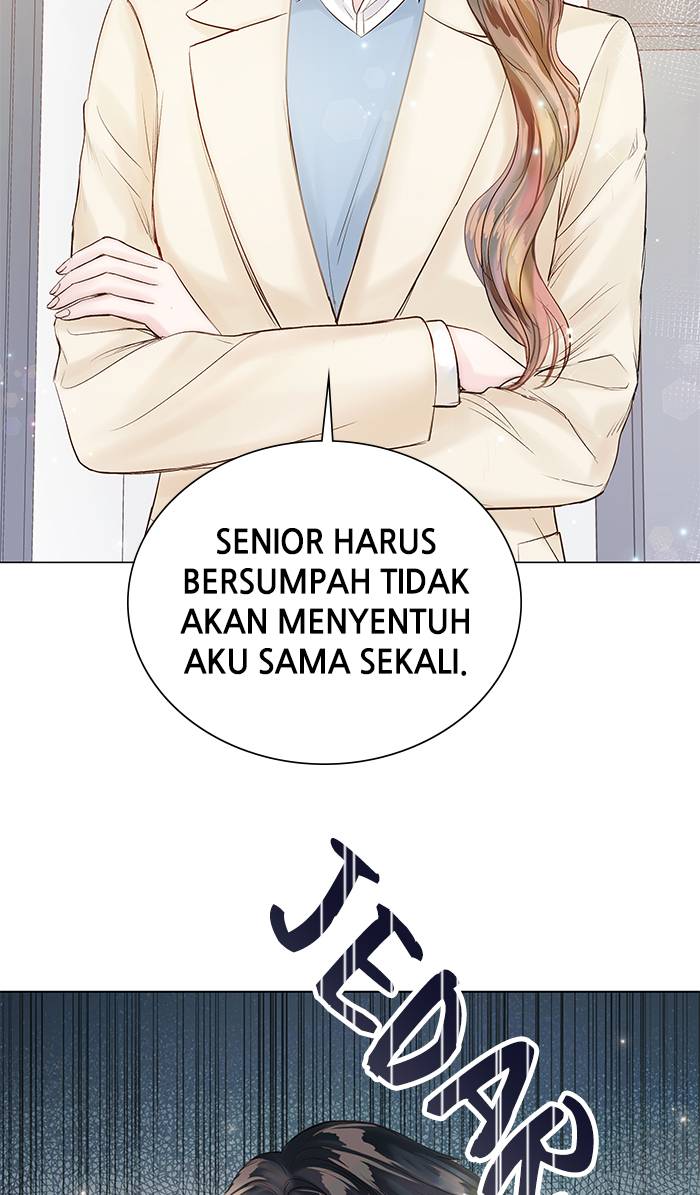 SENIOR HARUS
BERSUMPAH TIDAK
AKAN MENYENTUH
AKU SAMA SEKALI.
JEDAR